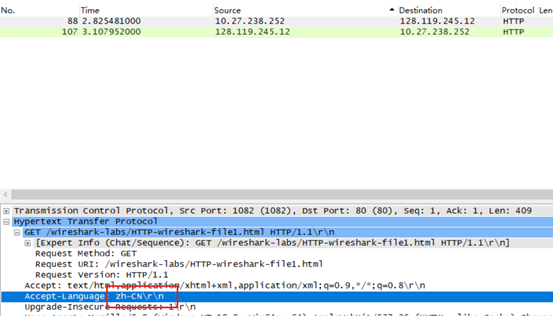 No. Time Source Destination Protocol Len
88 2.825481000 10.27.238.252 128.119.245.12 HTTP
107 3.107952000 128.119.245.12 10.27.238.252 HTTP
Transmission Control Protocol, Src Port: 1082 (1082), Dst Port: 80 (80), Seq: 1, Ack: 1, Len: 409
Hypertext Transfer Protocol
GET /wireshark-labs/HTTP-wireshark-file1.html HTTP/1.1\r\n
[Expert Info (Chat/Sequence): GET /wireshark-labs/HTTP-wireshark-file1.html HTTP/1.1\r\n]
Request Method: GET
Request URI: /wireshark-labs/HTTP-wireshark-file1.html
Request Version: HTTP/1.1
Accept: text/html,application/xhtml+xml,application/xml;q=0.9,*/*;q=0.8\r\n
Accept-Language: zh-CN\r\n
Upgrade-Insecure-Requests: 1\r\n